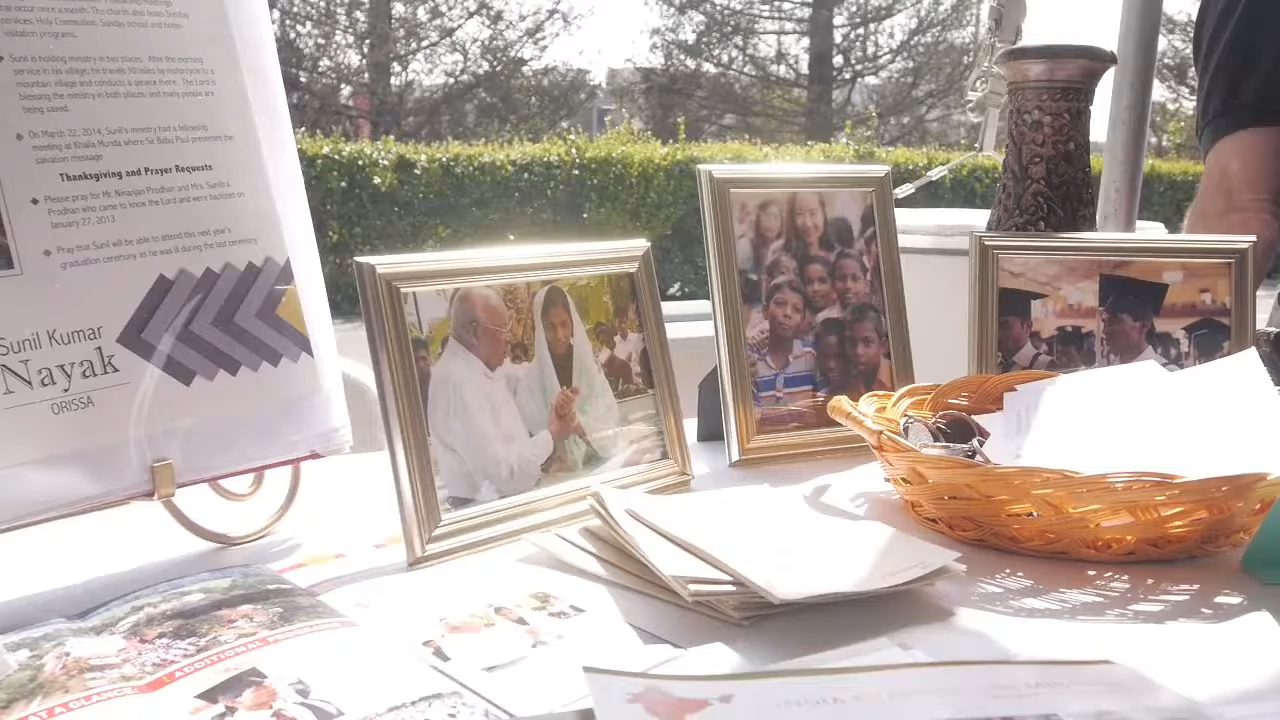 that occur once a month. The church also holds Sunday
services, Holy Communion, Sunday school and home
visitation programs.
Sunil is holding ministry in two places. After the morning
service in his village, he travels 50 miles by motorcycle to a
mountain village and conducts a service there. The Lord is
blessing the ministry in both places, and many people are
being saved.
On March 22, 2014, Sunil's ministry had a fellowship
meeting at Khalia Munda, where Sir Babu Paul presented the
salvation message
Thanksgiving and Prayer Requests
Please pray for Mr. Niranjan Prodhan and Mrs. Sumitra
Prodhan who came to know the Lord and were baptized on
January 27, 2013
Pray that Sunil will be able to attend this next year's
graduation ceremony as he was ill during the last ceremony
Sunil Kumar
Nayak
ORISSA
AT A GLANCE:
ADDITIONAL